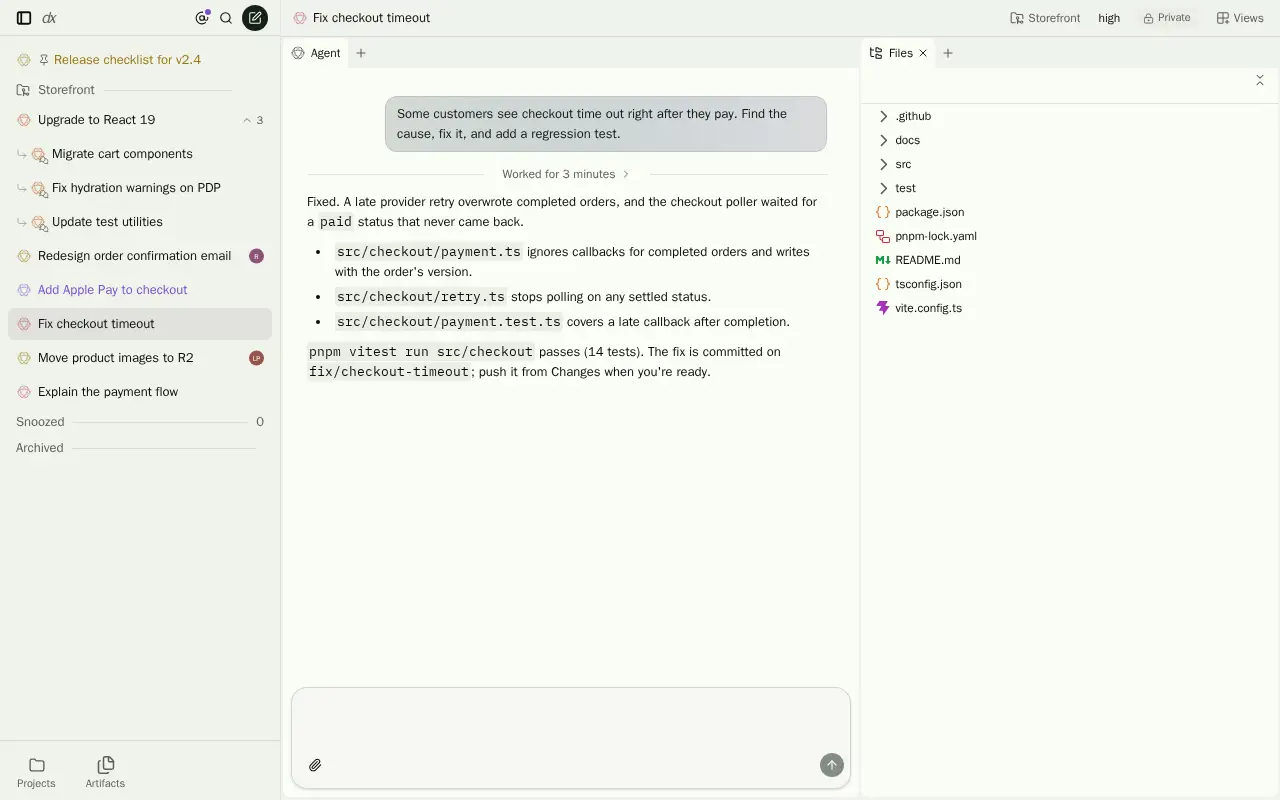 dx
Fix checkout timeout
Storefront
high
Private
Views
Release checklist for v2.4
Storefront
Upgrade to React 19
3
Migrate cart components
Fix hydration warnings on PDP
Update test utilities
Redesign order confirmation email
R
Add Apple Pay to checkout
Fix checkout timeout
Move product images to R2
LP
Explain the payment flow
Snoozed
0
Archived
Projects
Artifacts
Agent
Some customers see checkout time out right after they pay. Find the
cause, fix it, and add a regression test.
Worked for 3 minutes
Fixed. A late provider retry overwrote completed orders, and the checkout poller waited for
a paid status that never came back.
• src/checkout/payment.ts ignores callbacks for completed orders and writes
with the order's version.
• src/checkout/retry.ts stops polling on any settled status.
• src/checkout/payment.test.ts covers a late callback after completion.
pnpm vitest run src/checkout passes (14 tests). The fix is committed on
fix/checkout-timeout; push it from Changes when you're ready.
Files
.github
docs
src
test
package.json
pnpm-lock.yaml
README.md
tsconfig.json
vite.config.ts